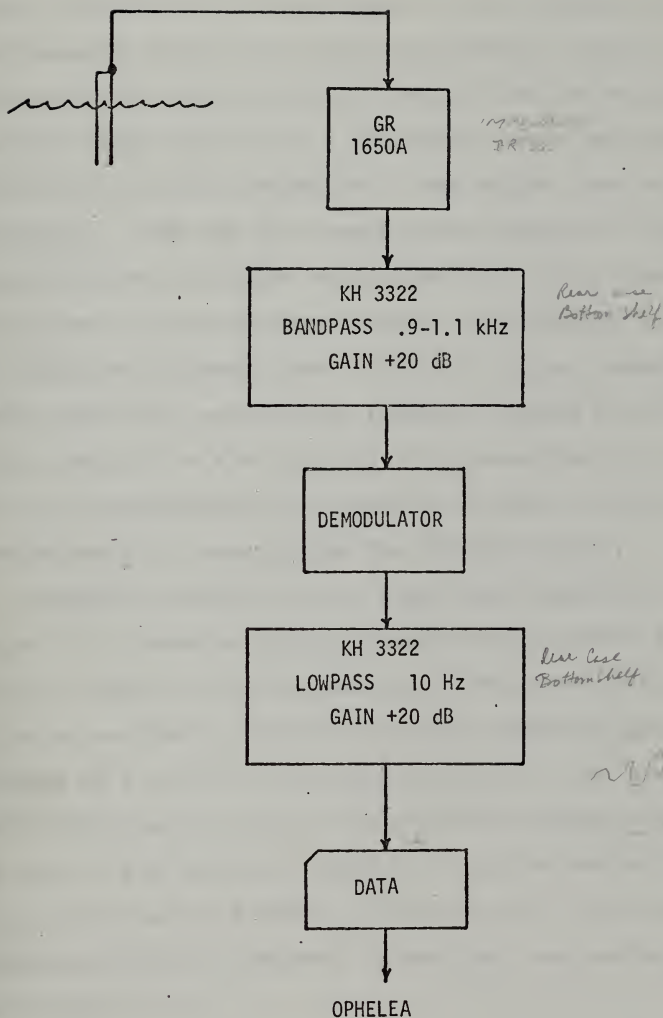 GR
1650A
KH 3322
BANDPASS .9-1.1 kHz
GAIN +20 dB
Rear
Bottom shelf
DEMODULATOR
KH 3322
LOWPASS 10 Hz
GAIN +20 dB
Rear Case
Bottom shelf
DATA
OPHELEA